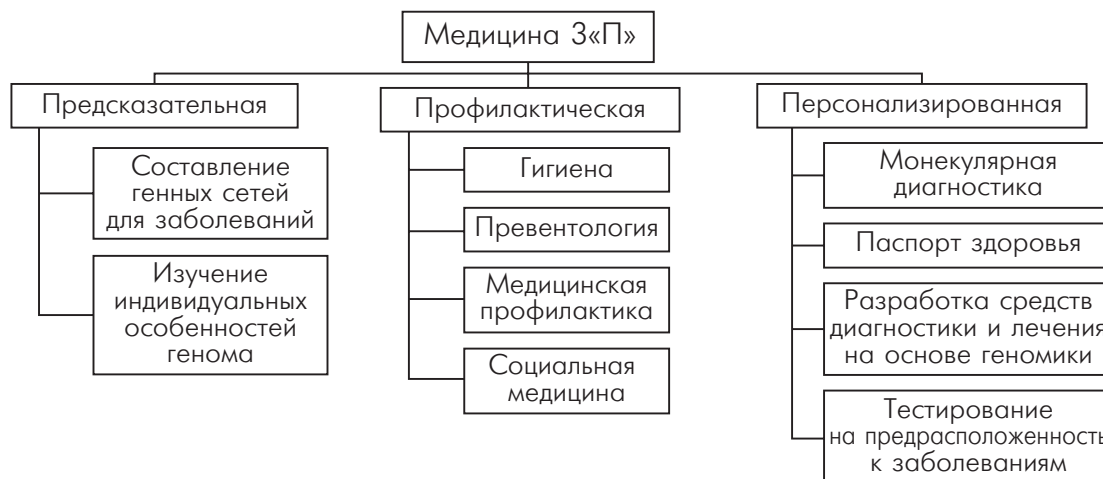 Медицина 3«П»
Предсказательная
Составление
генных сетей
для заболеваний
Изучение
индивидуальных
особенностей
генома
Профилактическая
Гигиена
Превентология
Медицинская
профилактика
Социальная
медицина
Персонализированная
Монекулярная
диагностика
Паспорт здоровья
Разработка средств
диагностики и лечения
на основе геномики
Тестирование
на предрасположенность
к заболеваниям